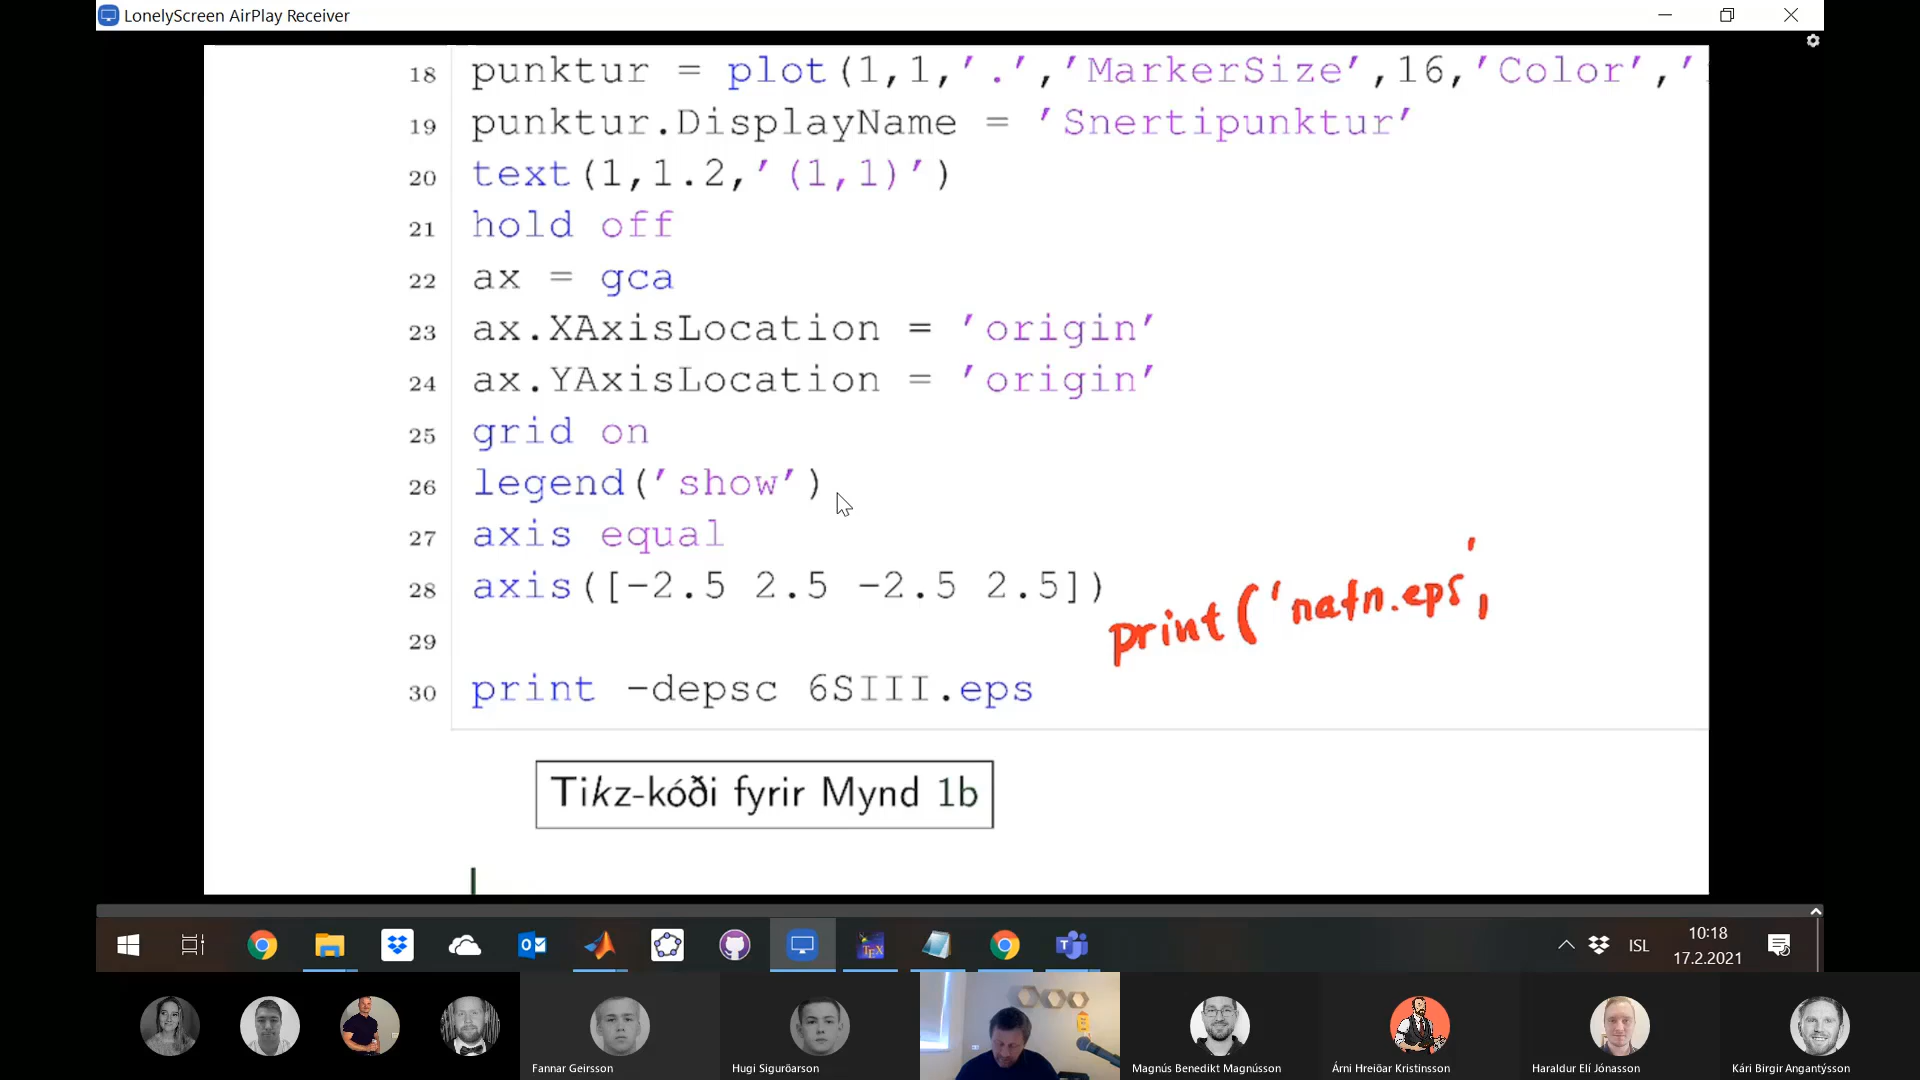 LonelyScreen AirPlay Receiver
18 punktur = plot(1,1,'.','MarkerSize',16,'Color','
19 punktur.DisplayName = 'Snertipunktur'
20 text(1,1.2,'(1,1)')
21 hold off
22 ax = gca
23 ax.XAxisLocation = 'origin'
24 ax.YAxisLocation = 'origin'
25 grid on
26 legend('show')
27 axis equal
28 axis([-2.5 2.5 -2.5 2.5])
print('nafn.eps',
29
30 print -depsc 6SIII.eps
Tikz-kóði fyrir Mynd 1b
ISL
10:18
17.2.2021
Fannar Geirsson
Hugi Sigurðarson
Magnús Benedikt Magnússon
Árni Hreiðar Kristinsson
Haraldur Elí Jónasson
Kári Birgir Angantýsson